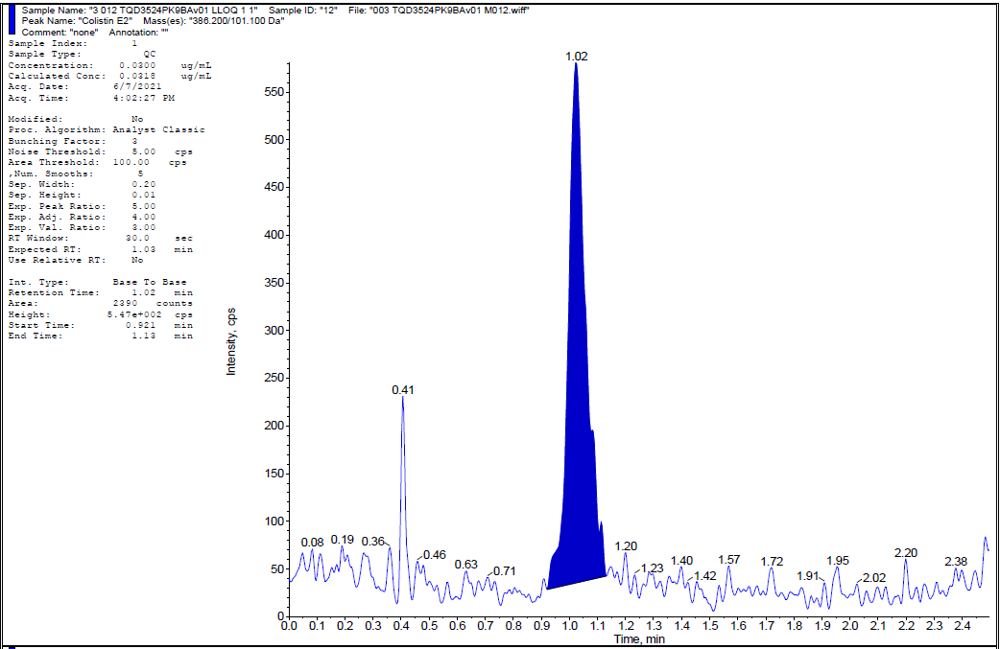 Sample Name: "3 012 TQD3524PK9BAv01 LLOQ 1 1"   Sample ID: "12"   File: "003 TQD3524PK9BAv01 M012.wiff"
Peak Name: "Colistin E2"   Mass(es): "386.200/101.100 Da"
Comment: "none"   Annotation: ""
Sample Index: 1
Sample Type: QC
Concentration: 0.0300 ug/mL
Calculated Conc: 0.0318 ug/mL
Acq. Date: 6/7/2021
Acq. Time: 4:02:27 PM
Modified: No
Proc. Algorithm: Analyst Classic
Bunching Factor: 3
Noise Threshold: 5.00 cps
Area Threshold: 100.00 cps
,Num. Smooths: 5
Sep. Width: 0.20
Sep. Height: 0.01
Exp. Peak Ratio: 5.00
Exp. Adj. Ratio: 4.00
Exp. Val. Ratio: 3.00
RT Window: 30.0 sec
Expected RT: 1.03 min
Use Relative RT: No
Int. Type: Base To Base
Retention Time: 1.02 min
Area: 2390 counts
Height: 5.47e+002 cps
Start Time: 0.921 min
End Time: 1.13 min
Intensity, cps
550
500
450
400
350
300
250
200
150
100
50
0
1.02
0.41
0.08 0.19 0.36 0.46 0.63 0.71 1.20 1.23 1.40 1.42 1.57 1.72 1.91 1.95 2.02 2.20 2.38
0.0 0.1 0.2 0.3 0.4 0.5 0.6 0.7 0.8 0.9 1.0 1.1 1.2 1.3 1.4 1.5 1.6 1.7 1.8 1.9 2.0 2.1 2.2 2.3 2.4
Time, min